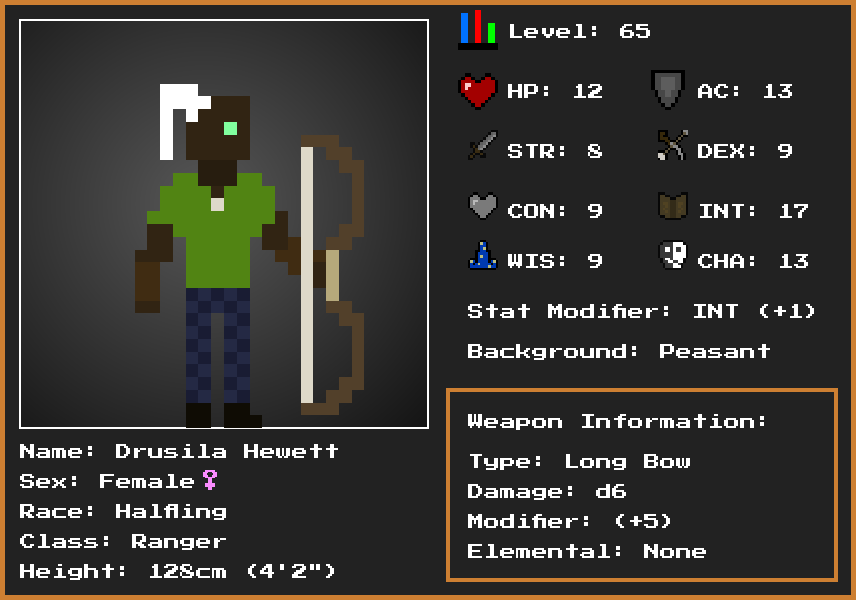 Level: 65
HP: 12 AC: 13
STR: 8 DEX: 9
CON: 9 INT: 17
WIS: 9 CHA: 13
Stat Modifier: INT (+1)
Background: Peasant
Weapon Information:
Type: Long Bow
Damage: d6
Modifier: (+5)
Elemental: None
Name: Drusila Hewett
Sex: Female♀
Race: Halfling
Class: Ranger
Height: 128cm (4'2")